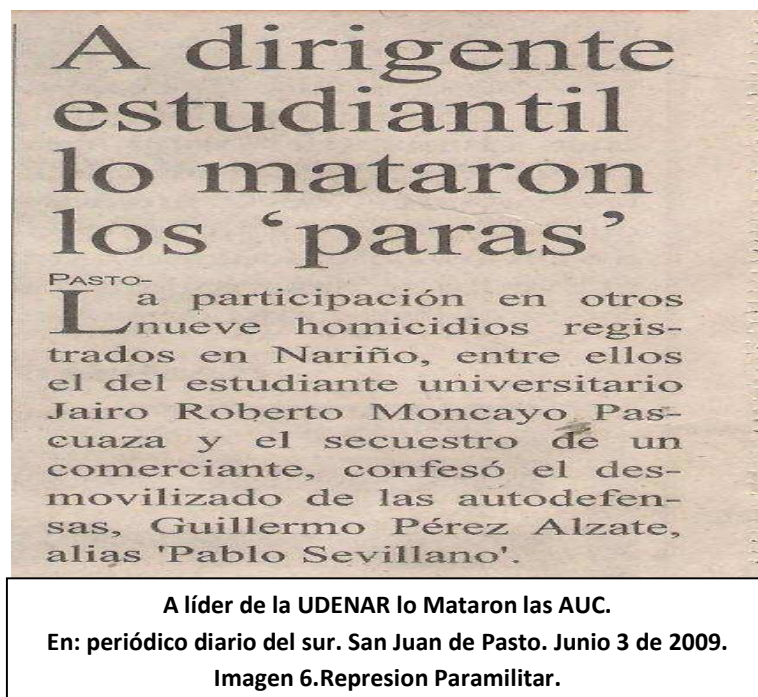 A dirigente
estudiantil
lo mataron
los ‘paras’
PASTO-
La participación en otros
nueve homicidios regis-
trados en Nariño, entre ellos
el del estudiante universitario
Jairo Roberto Moncayo Pas-
cuaza y el secuestro de un
comerciante, confesó el des-
movilizado de las autodefen-
sas, Guillermo Pérez Alzate,
alias 'Pablo Sevillano'.
A líder de la UDENAR lo Mataron las AUC.
En: periódico diario del sur. San Juan de Pasto. Junio 3 de 2009.
Imagen 6.Represion Paramilitar.